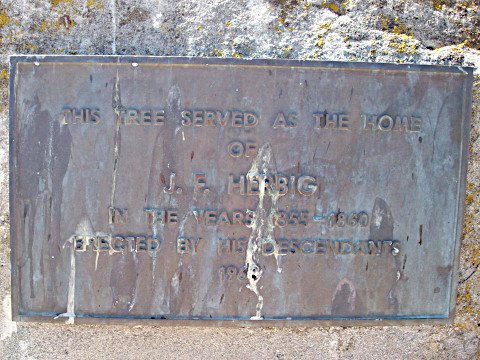 THIS TREE SERVED AS THE HOME
OF
J. F. HERBIG
IN THE YEARS 1855-1860
ERECTED BY HIS DESCENDANTS